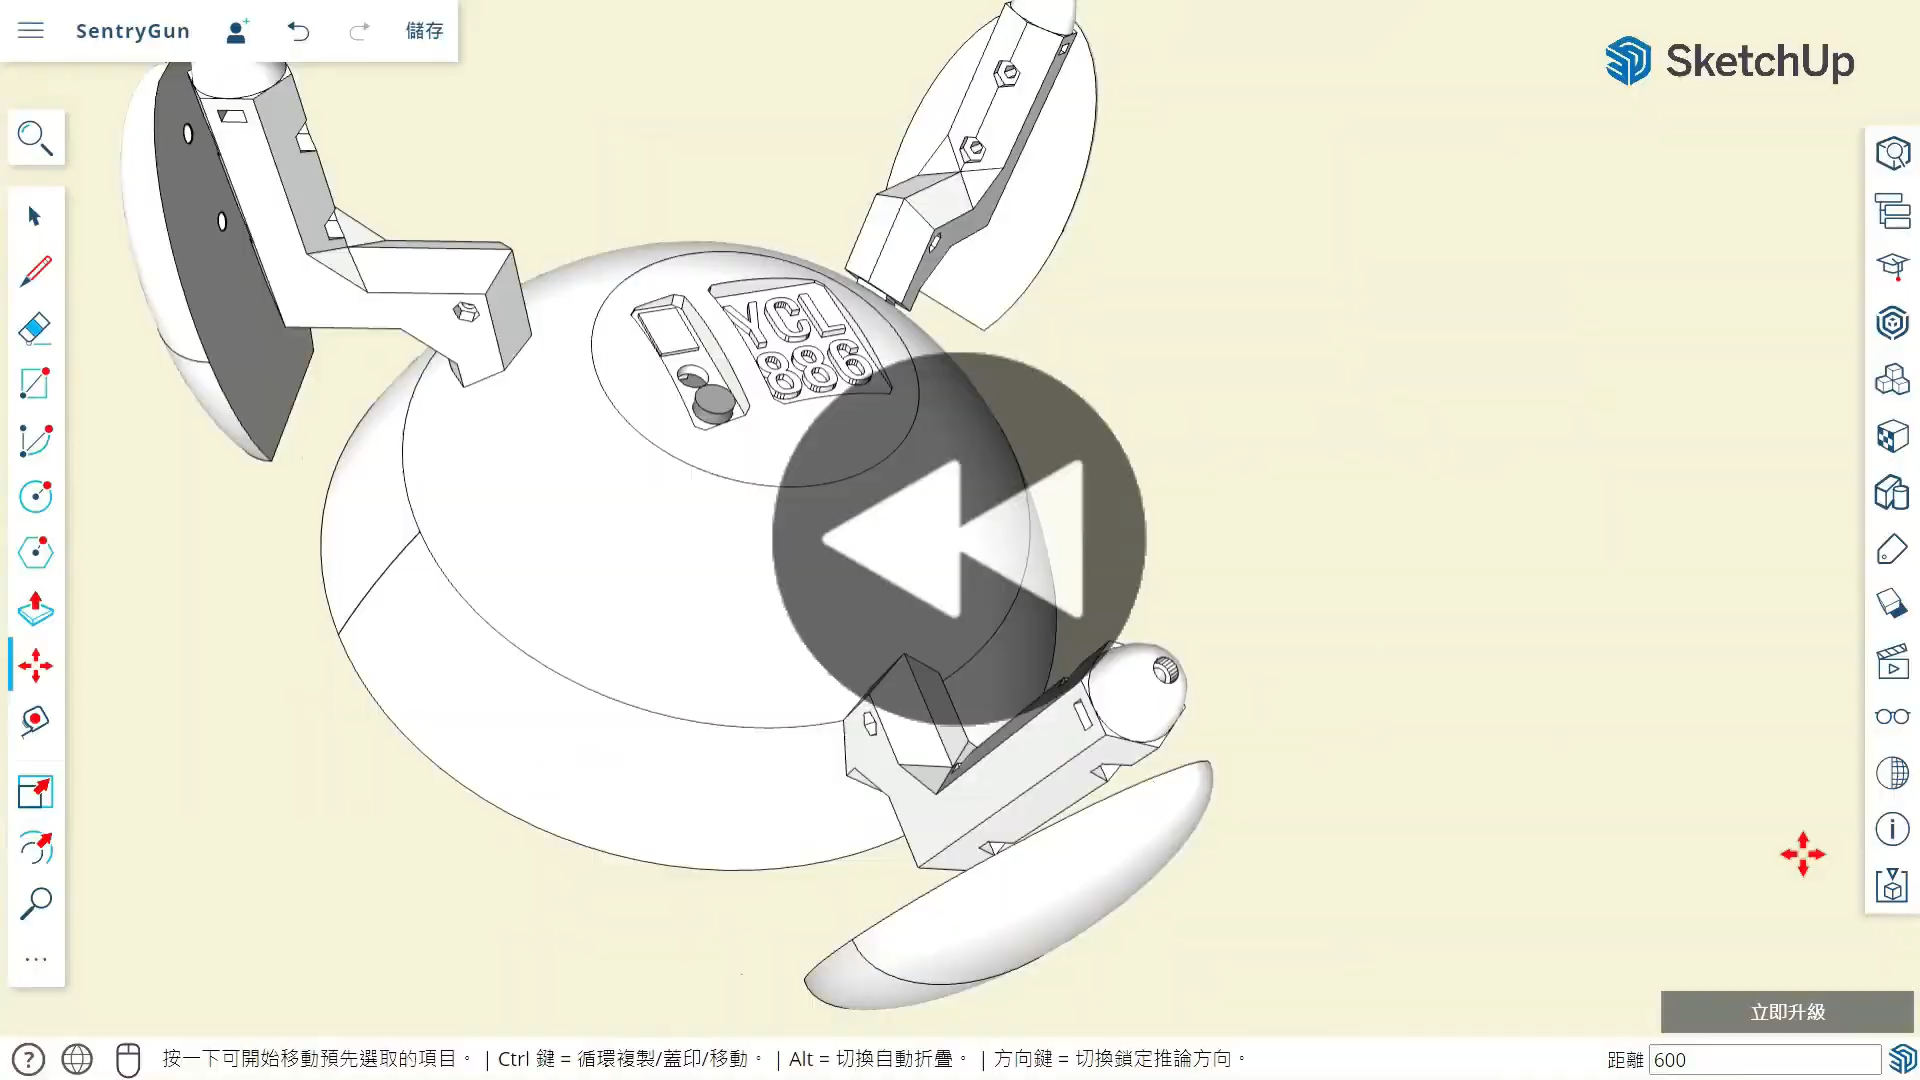 SentryGun
儲存
SketchUp
YCL
886
立即升級
按一下可開始移動預先選取的項目。 | Ctrl 鍵 = 循環複製/蓋印/移動。 | Alt = 切換自動折疊。 | 方向鍵 = 切換鎖定推論方向。
距離 600